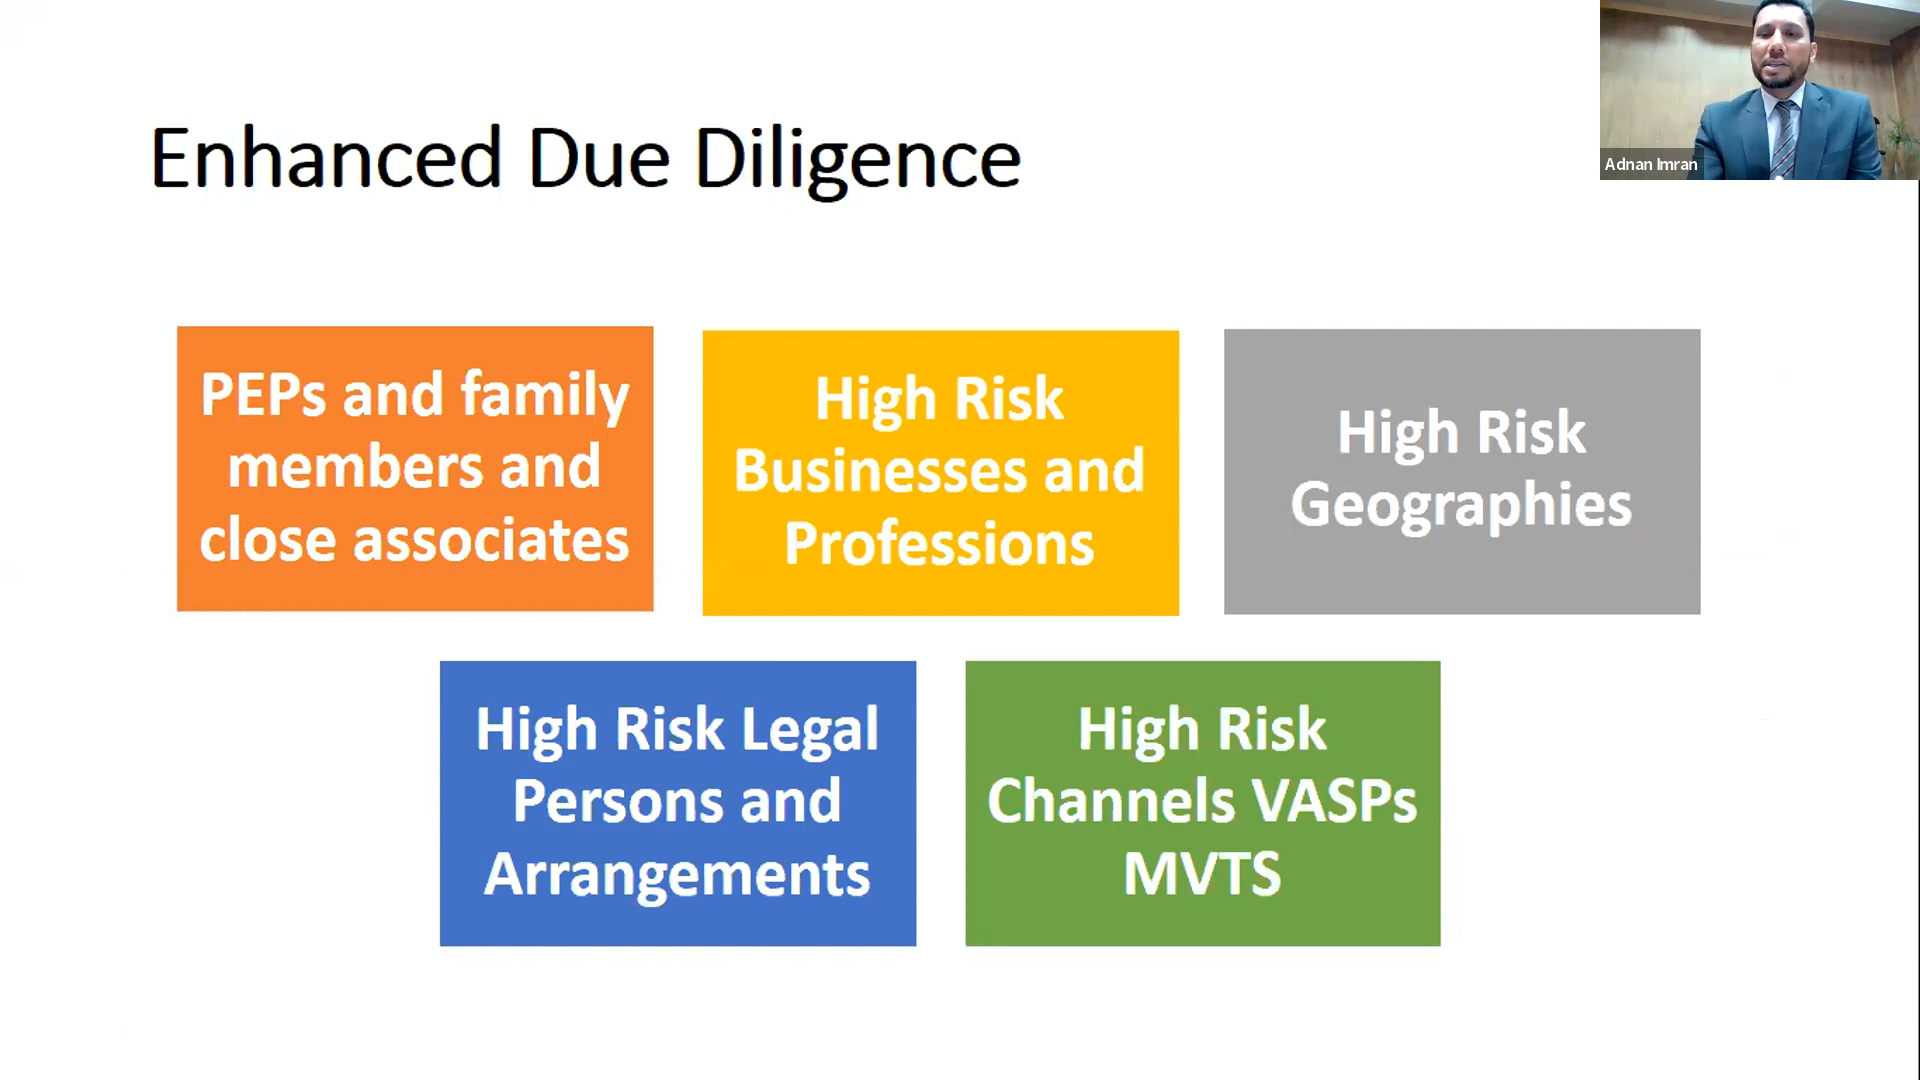 Adnan Imran
Enhanced Due Diligence
PEPs and family
members and
close associates
High Risk
Businesses and
Professions
High Risk
Geographies
High Risk Legal
Persons and
Arrangements
High Risk
Channels VASPs
MVTS